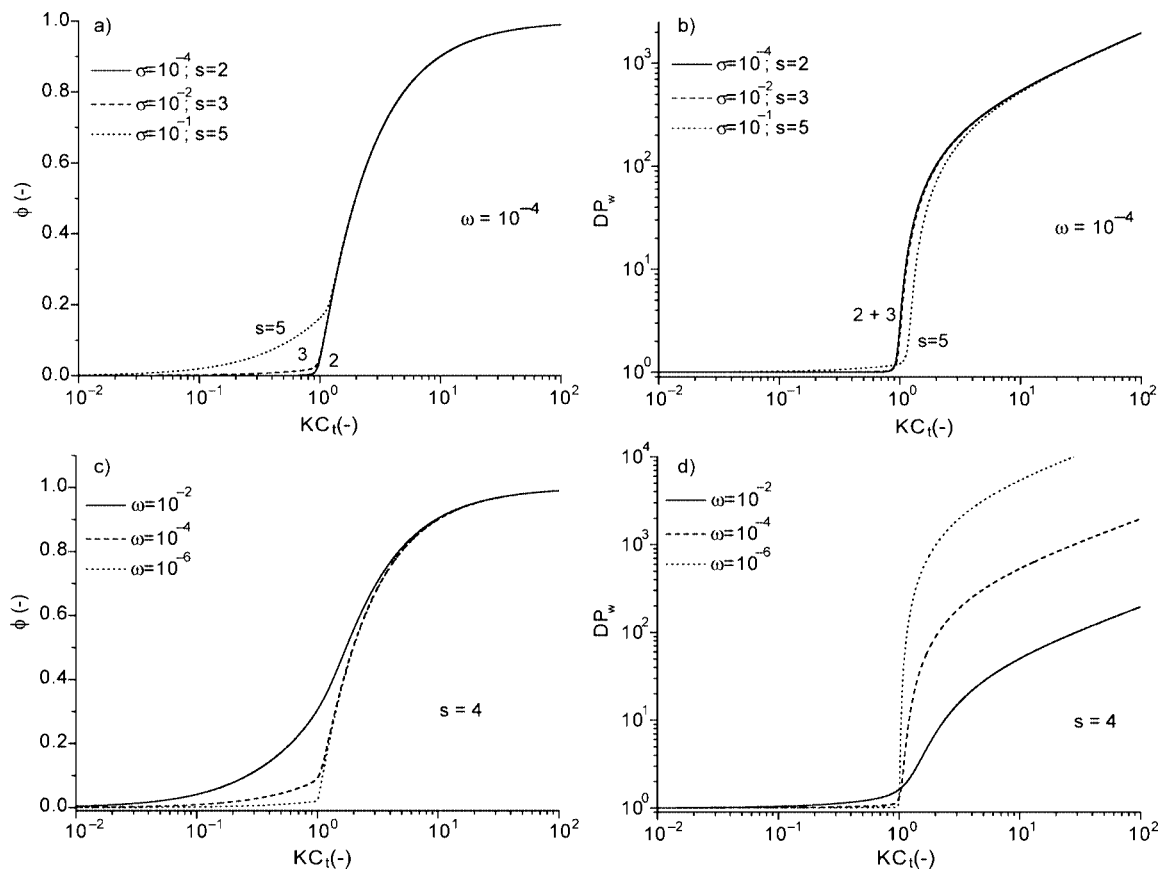 a)
σ=10⁻⁴; s=2
σ=10⁻²; s=3
σ=10⁻¹; s=5
ω = 10⁻⁴
s=5
3
2
1.0
0.8
0.6
0.4
0.2
0.0
ϕ (-)
10⁻² 10⁻¹ 10⁰ 10¹ 10²
KCₜ(-)
b)
σ=10⁻⁴; s=2
σ=10⁻²; s=3
σ=10⁻¹; s=5
ω = 10⁻⁴
2 + 3
s=5
10³
10²
10¹
10⁰
DP_w
10⁻² 10⁻¹ 10⁰ 10¹ 10²
KCₜ(-)
c)
ω=10⁻²
ω=10⁻⁴
ω=10⁻⁶
s = 4
1.0
0.8
0.6
0.4
0.2
0.0
ϕ (-)
10⁻² 10⁻¹ 10⁰ 10¹ 10²
KCₜ(-)
d)
ω=10⁻²
ω=10⁻⁴
ω=10⁻⁶
s = 4
10⁴
10³
10²
10¹
10⁰
DP_w
10⁻² 10⁻¹ 10⁰ 10¹ 10²
KCₜ(-)